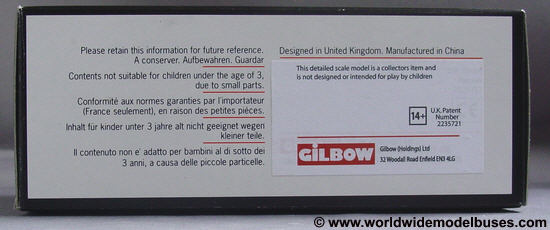 Please retain this information for future reference.
A conserver. Aufbewahren. Guardar
Contents not suitable for children under the age of 3,
due to small parts.
Conformité aux normes garanties par l'importateur
(France seulement), en raison des petites pièces.
Inhalt für kinder unter 3 jahre alt nicht geeignet wegen
kleiner teile.
Il contenuto non e' adatto per bambini al di sotto dei
3 anni, a causa delle piccole particelle.
Designed in United Kingdom. Manufactured in China
This detailed scale model is a collectors item and
is not designed or intended for play by children
14+
U.K. Patent
Number
2235721
GILBOW
Gilbow (Holdings) Ltd
32 Woodall Road Enfield EN3 4LG
© www.worldwidemodelbuses.com